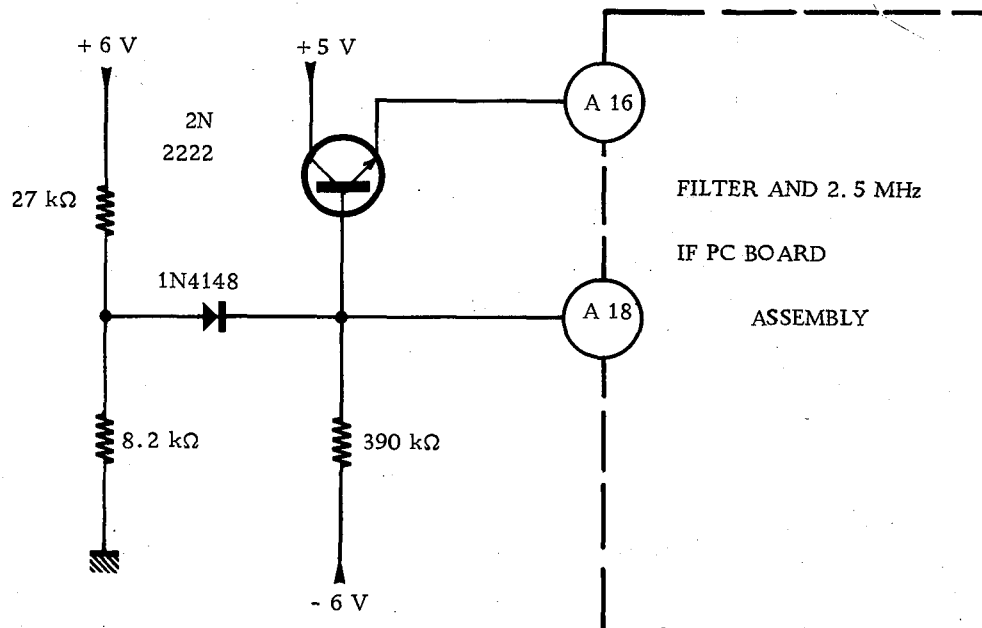 + 6 V
+ 5 V
2N
2222
A 16
27 kΩ
FILTER AND 2.5 MHz
IF PC BOARD
ASSEMBLY
1N4148
A 18
8.2 kΩ
390 kΩ
- 6 V